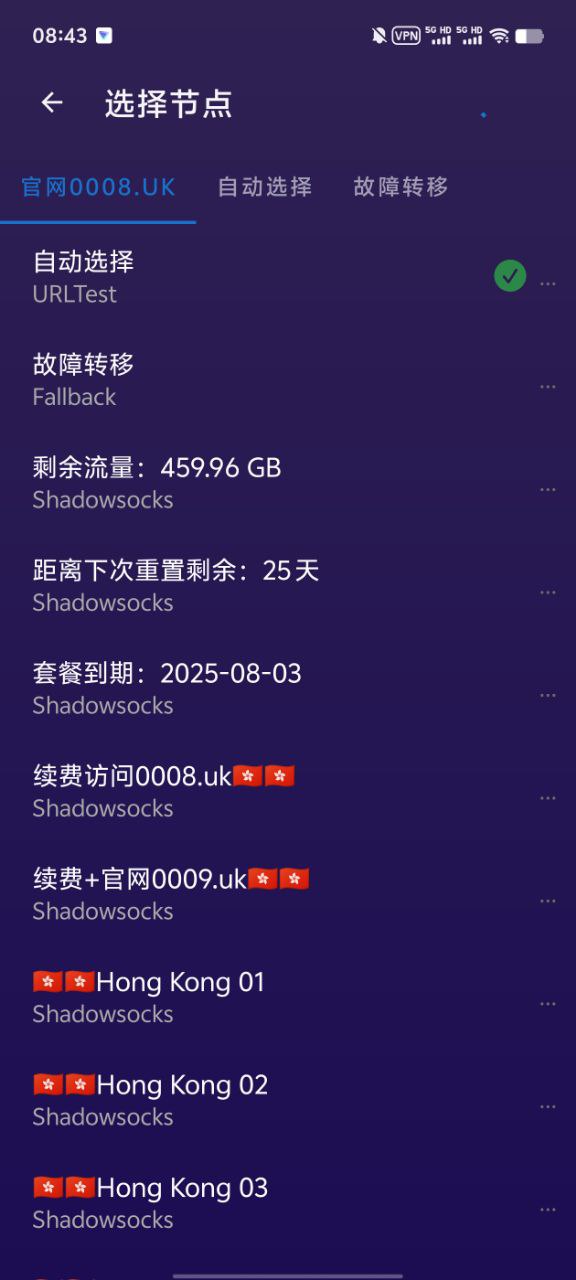 08:43
VPN 5G HD 5G HD
选择节点
官网0008.UK 自动选择 故障转移
自动选择
URLTest
...
故障转移
Fallback
...
剩余流量：459.96 GB
Shadowsocks
...
距离下次重置剩余：25天
Shadowsocks
...
套餐到期：2025-08-03
Shadowsocks
...
续费访问0008.uk🇭🇰🇭🇰
Shadowsocks
...
续费+官网0009.uk🇭🇰🇭🇰
Shadowsocks
...
🇭🇰🇭🇰Hong Kong 01
Shadowsocks
...
🇭🇰🇭🇰Hong Kong 02
Shadowsocks
...
🇭🇰🇭🇰Hong Kong 03
Shadowsocks
...